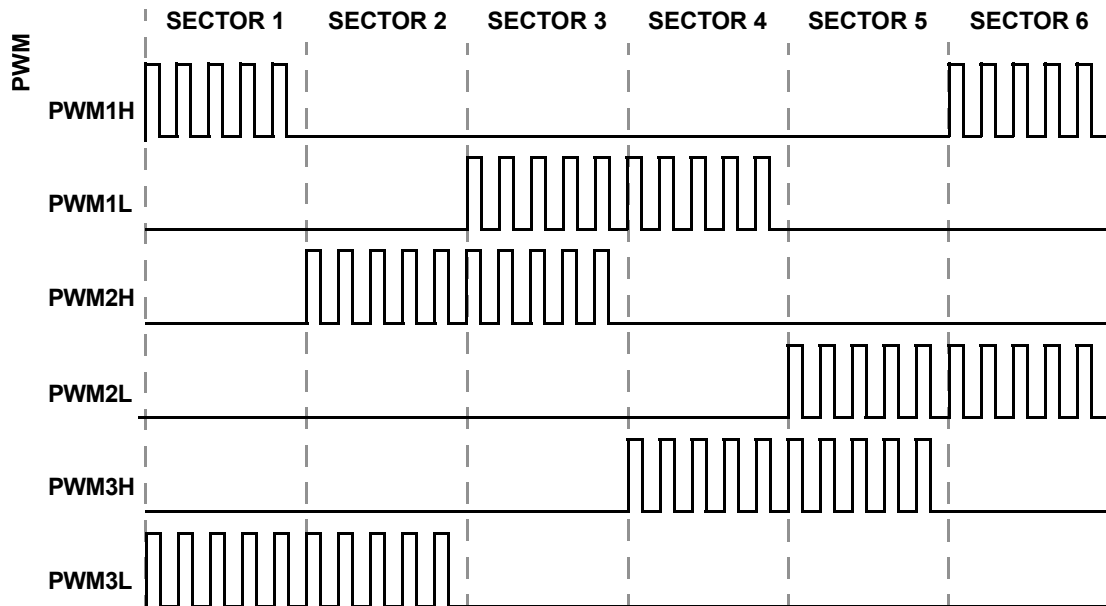 SECTOR 1 SECTOR 2 SECTOR 3 SECTOR 4 SECTOR 5 SECTOR 6
PWM
PWM1H
PWM1L
PWM2H
PWM2L
PWM3H
PWM3L